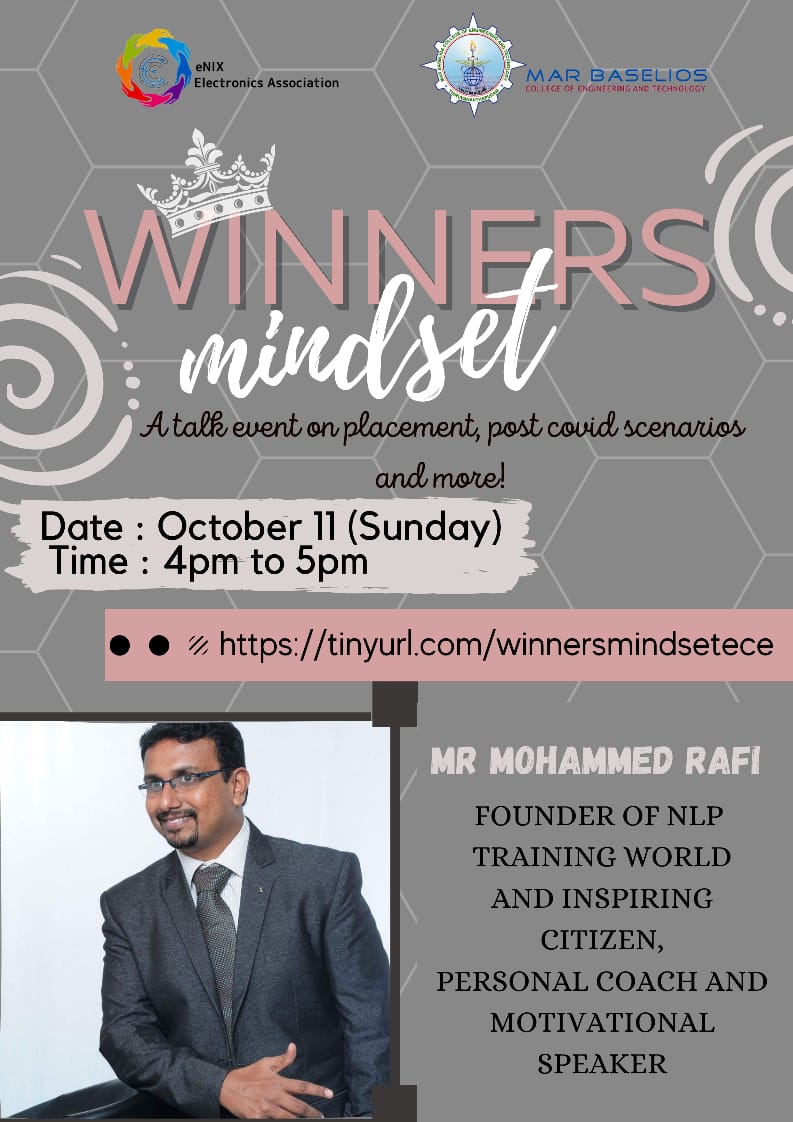 eNIX
Electronics Association
MAR BASELIOS
COLLEGE OF ENGINEERING AND TECHNOLOGY
WINNERS
mindset
A talk event on placement, post covid scenarios
and more!
Date : October 11 (Sunday)
Time : 4pm to 5pm
https://tinyurl.com/winnersmindsetece
MR MOHAMMED RAFI
FOUNDER OF NLP
TRAINING WORLD
AND INSPIRING
CITIZEN,
PERSONAL COACH AND
MOTIVATIONAL
SPEAKER